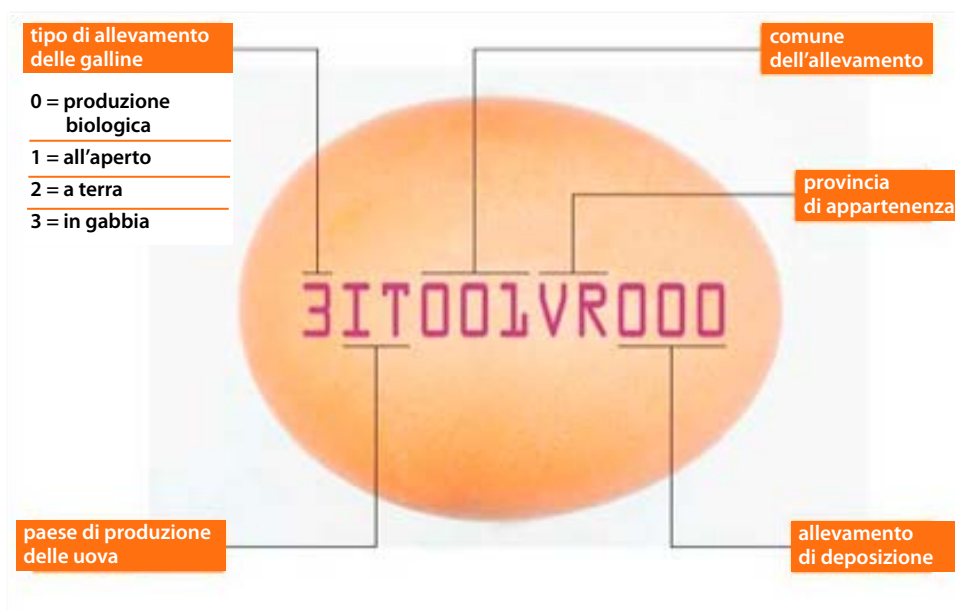 tipo di allevamento
delle galline
0 = produzione
biologica
1 = all'aperto
2 = a terra
3 = in gabbia
comune
dell'allevamento
provincia
di appartenenza
3IT001VR000
paese di produzione
delle uova
allevamento
di deposizione